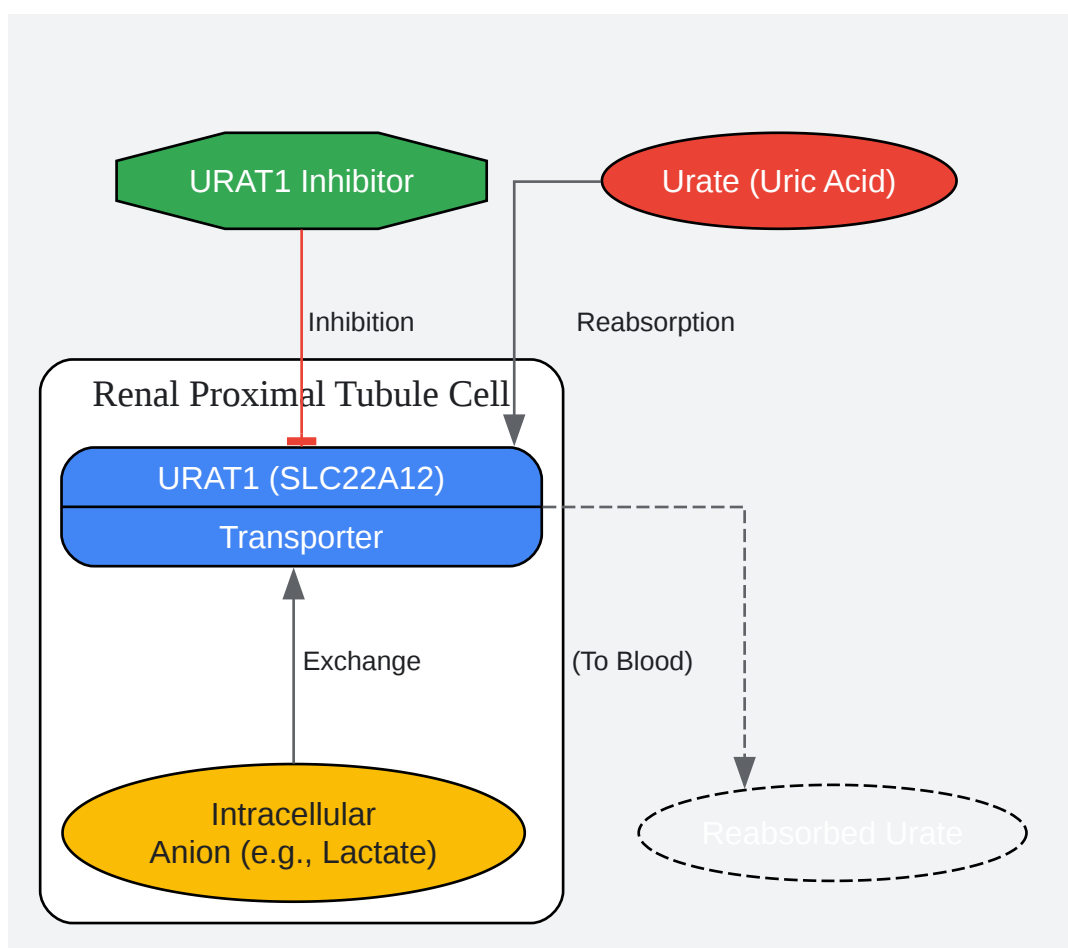 URAT1 Inhibitor
Urate (Uric Acid)
Inhibition
Reabsorption
Renal Proximal Tubule Cell
URAT1 (SLC22A12)
Transporter
Exchange
(To Blood)
Intracellular
Anion (e.g., Lactate)
Reabsorbed Urate